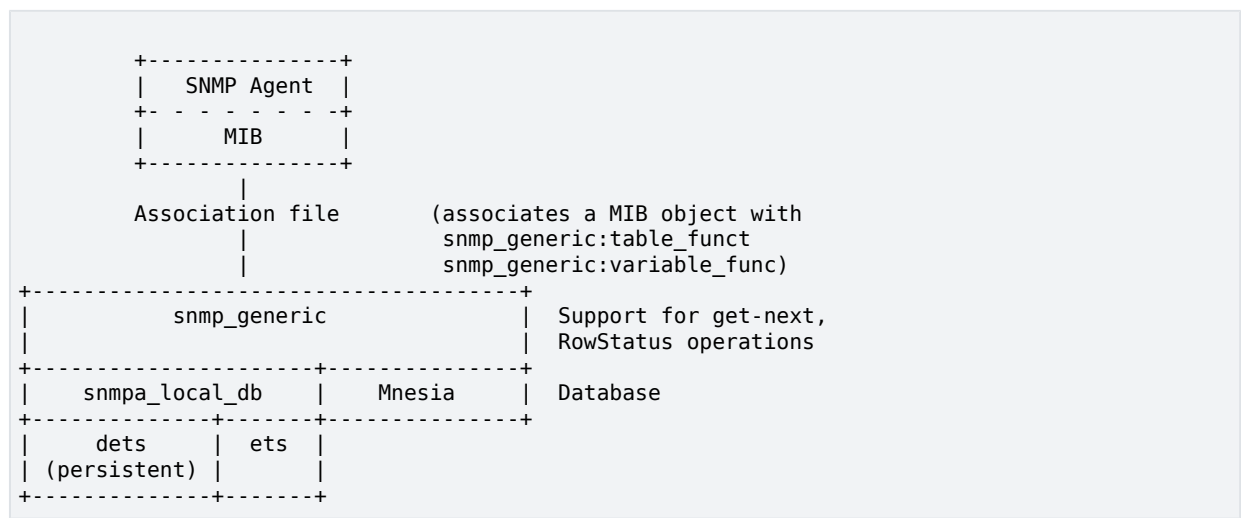 SNMP Agent
MIB
Association file (associates a MIB object with
snmp_generic:table_funct
snmp_generic:variable_func)
snmp_generic Support for get-next,
RowStatus operations
snmpa_local_db Mnesia Database
dets ets
(persistent)